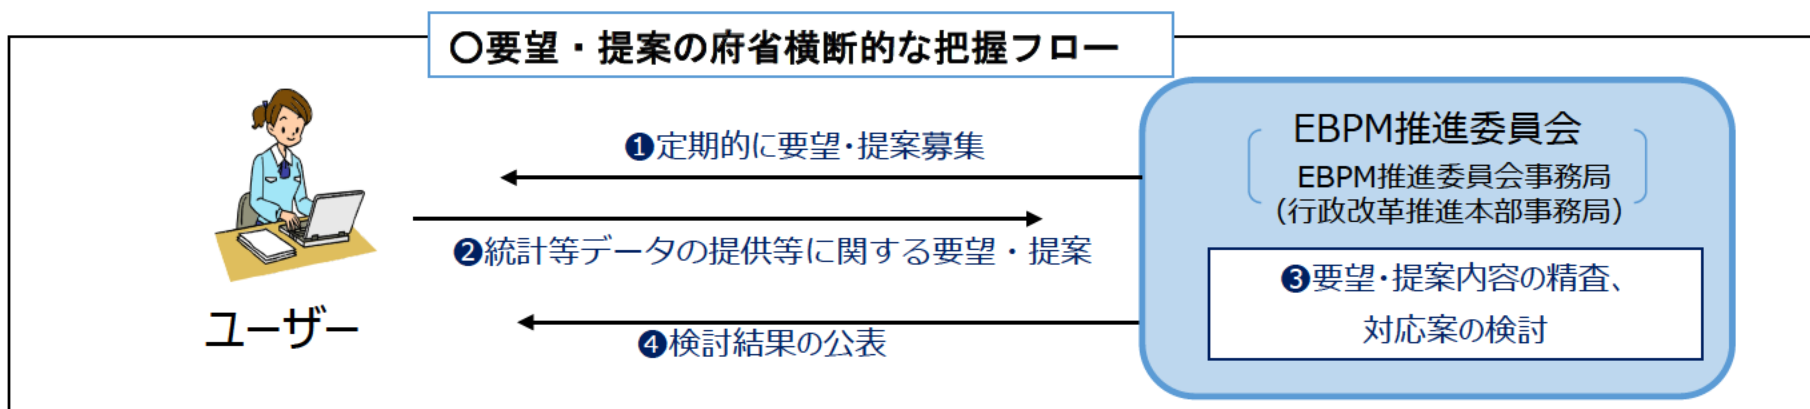 〇要望・提案の府省横断的な把握フロー
❶定期的に要望・提案募集
❷統計等データの提供等に関する要望・提案
❹検討結果の公表
ユーザー
EBPM推進委員会
EBPM推進委員会事務局
（行政改革推進本部事務局）
❸要望・提案内容の精査、
対応案の検討